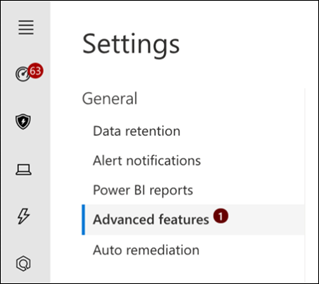 Settings
63
General
Data retention
Alert notifications
Power BI reports
Advanced features 1
Auto remediation